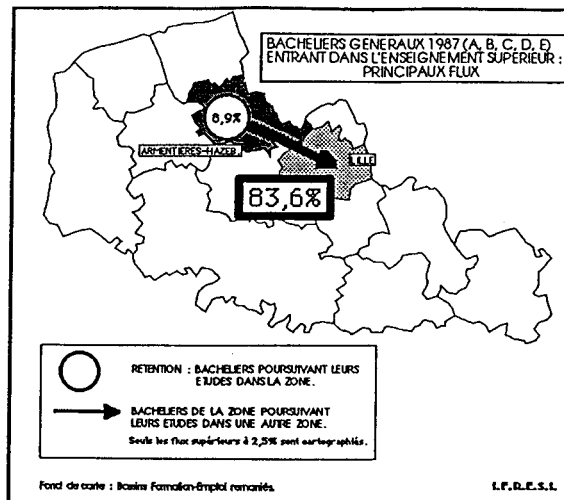 BACHELIERS GENERAUX 1987 (A, B, C, D, E)
ENTRANT DANS L'ENSEIGNEMENT SUPERIEUR :
PRINCIPAUX FLUX
8,9%
ARMENTIERES-HAZEB.
LILLE
83,6%
RETENTION : BACHELIERS POURSUIVANT LEURS
ETUDES DANS LA ZONE.
BACHELIERS DE LA ZONE POURSUIVANT
LEURS ETUDES DANS UNE AUTRE ZONE.
Seuls les flux supérieurs à 2,5% sont cartographiés.
Fond de carte : Bassins Formation-Emploi remaniés.
I.F.R.E.S.I.